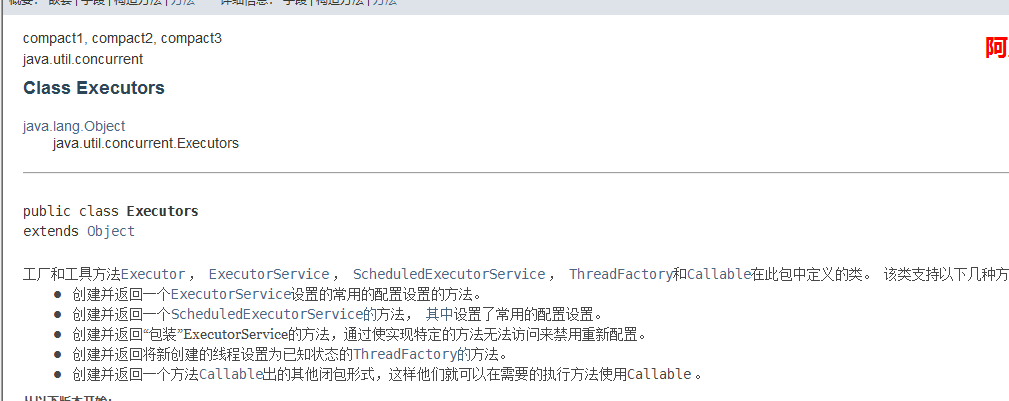 概要： 嵌套 | 字段 | 构造方法 | 方法 详细信息： 字段 | 构造方法 | 方法
compact1, compact2, compact3
阿
java.util.concurrent
Class Executors
java.lang.Object
java.util.concurrent.Executors
public class Executors
extends Object
工厂和工具方法Executor ， ExecutorService ， ScheduledExecutorService ， ThreadFactory和Callable在此包中定义的类。 该类支持以下几种方
● 创建并返回一个ExecutorService设置的常用的配置设置的方法。
● 创建并返回一个ScheduledExecutorService的方法， 其中设置了常用的配置设置。
● 创建并返回“包装”ExecutorService的方法，通过使实现特定的方法无法访问来禁用重新配置。
● 创建并返回将新创建的线程设置为已知状态的ThreadFactory的方法。
● 创建并返回一个方法Callable出的其他闭包形式，这样他们就可以在需要的执行方法使用Callable 。
从以下版本开始：